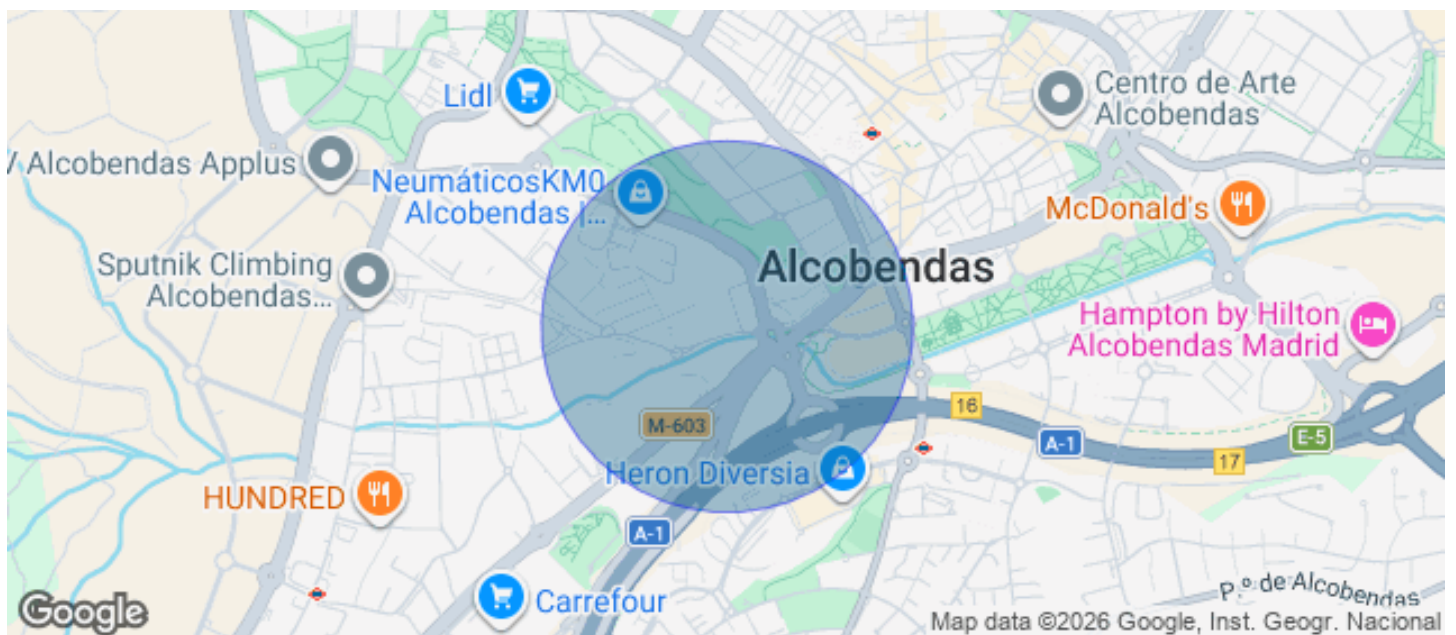 Lidl
Centro de Arte
Alcobendas
V Alcobendas Applus
NeumáticosKM0
Alcobendas |...
McDonald's
Sputnik Climbing
Alcobendas...
Alcobendas
Hampton by Hilton
Alcobendas Madrid
16
M-603
A-1
E-5
17
Heron Diversia
HUNDRED
A-1
Carrefour
P.º de Alcobendas
Google
Map data ©2026 Google, Inst. Geogr. Nacional